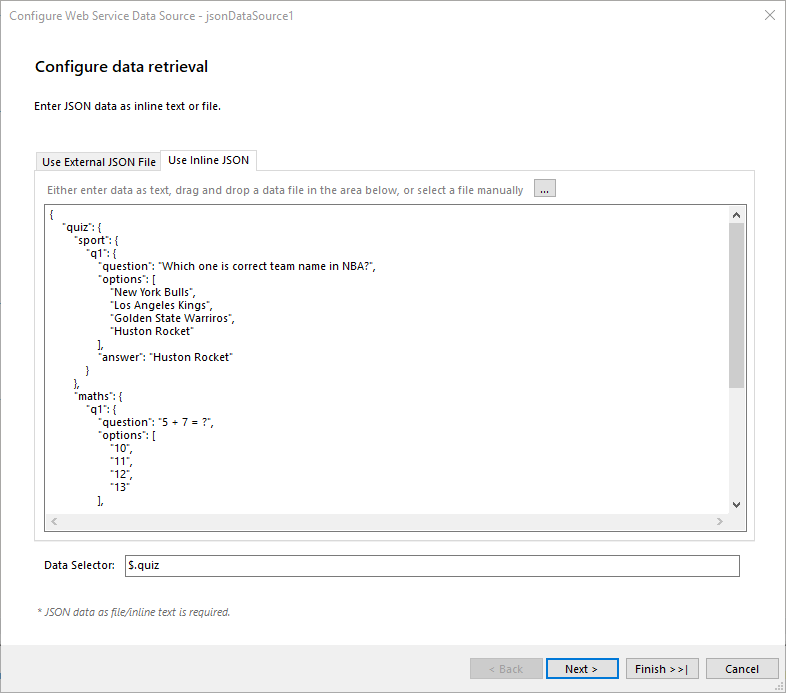 Configure Web Service Data Source - jsonDataSource1
Configure data retrieval
Enter JSON data as inline text or file.
Use External JSON File Use Inline JSON
Either enter data as text, drag and drop a data file in the area below, or select a file manually ...
{
"quiz": {
"sport": {
"q1": {
"question": "Which one is correct team name in NBA?",
"options": [
"New York Bulls",
"Los Angeles Kings",
"Golden State Warriros",
"Huston Rocket"
],
"answer": "Huston Rocket"
}
},
"maths": {
"q1": {
"question": "5 + 7 = ?",
"options": [
"10",
"11",
"12",
"13"
],
Data Selector: $.quiz
* JSON data as file/inline text is required.
< Back Next > Finish >>| Cancel